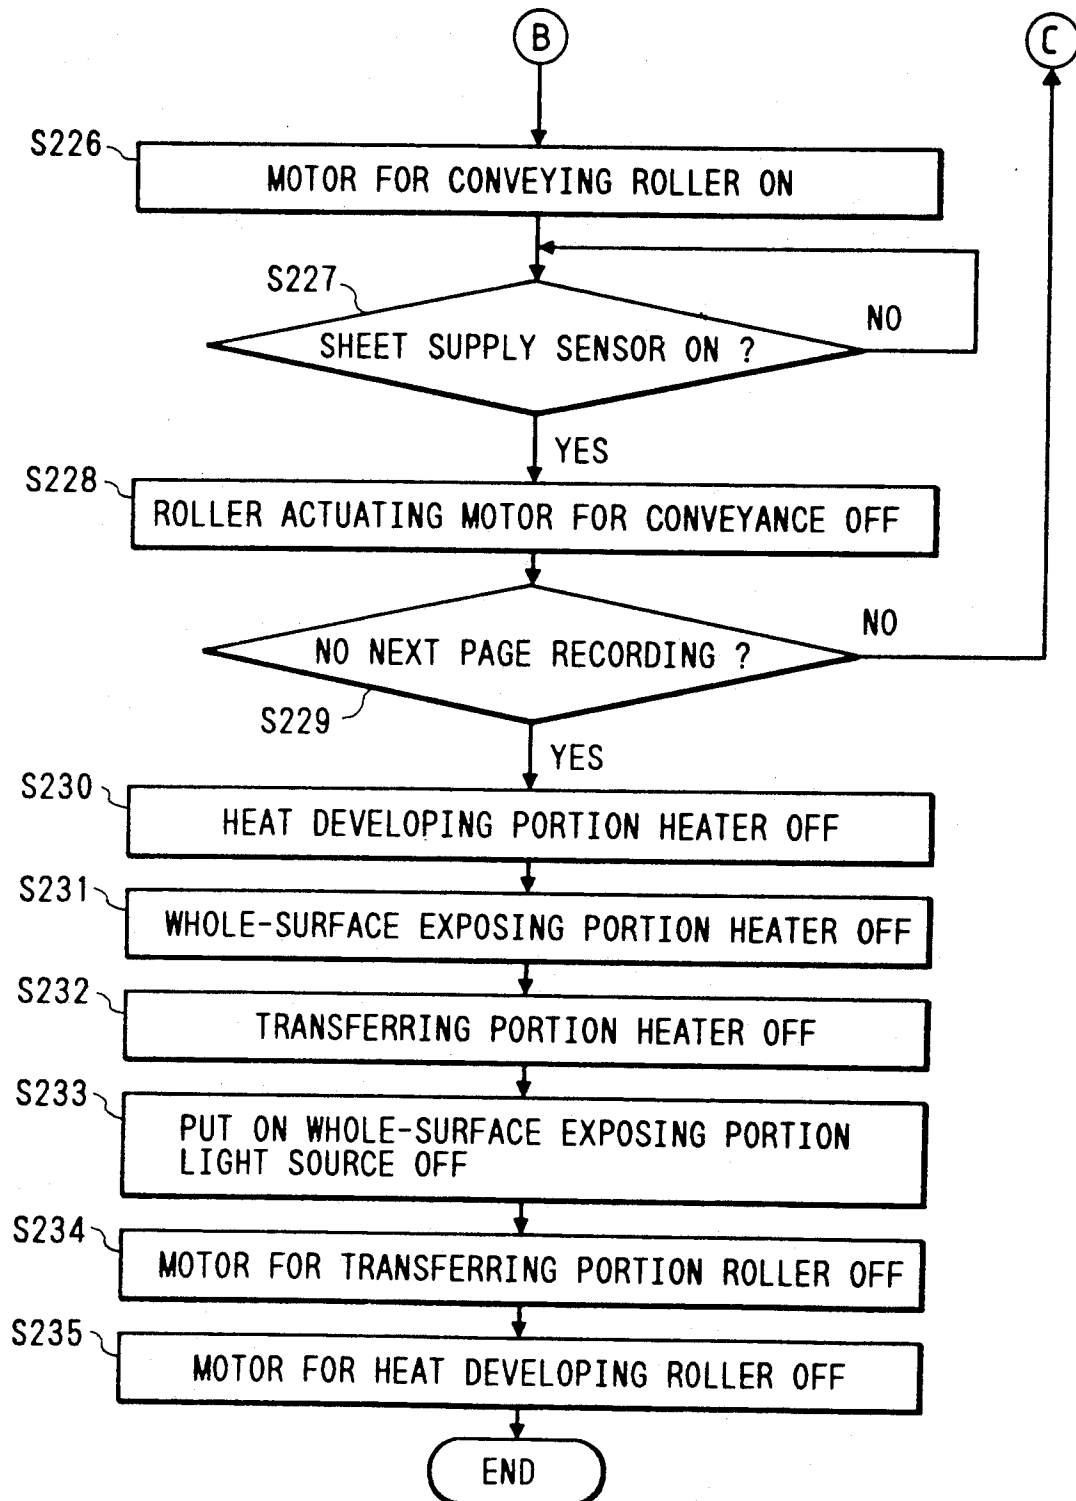 B
C
S226
MOTOR FOR CONVEYING ROLLER ON
S227
NO
SHEET SUPPLY SENSOR ON ?
YES
S228
ROLLER ACTUATING MOTOR FOR CONVEYANCE OFF
NO
NO NEXT PAGE RECORDING ?
S229
YES
S230
HEAT DEVELOPING PORTION HEATER OFF
S231
WHOLE-SURFACE EXPOSING PORTION HEATER OFF
S232
TRANSFERRING PORTION HEATER OFF
S233
PUT ON WHOLE-SURFACE EXPOSING PORTION
LIGHT SOURCE OFF
S234
MOTOR FOR TRANSFERRING PORTION ROLLER OFF
S235
MOTOR FOR HEAT DEVELOPING ROLLER OFF
END